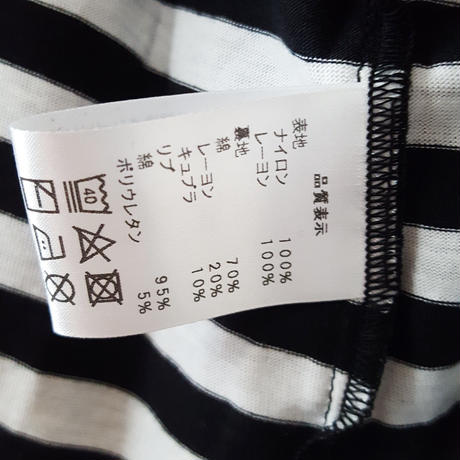 品質表示
表地
ナイロン 100%
レーヨン 100%
裏地
綿 70%
レーヨン 20%
キュプラ 10%
リブ
綿 95%
ポリウレタン 5%
40